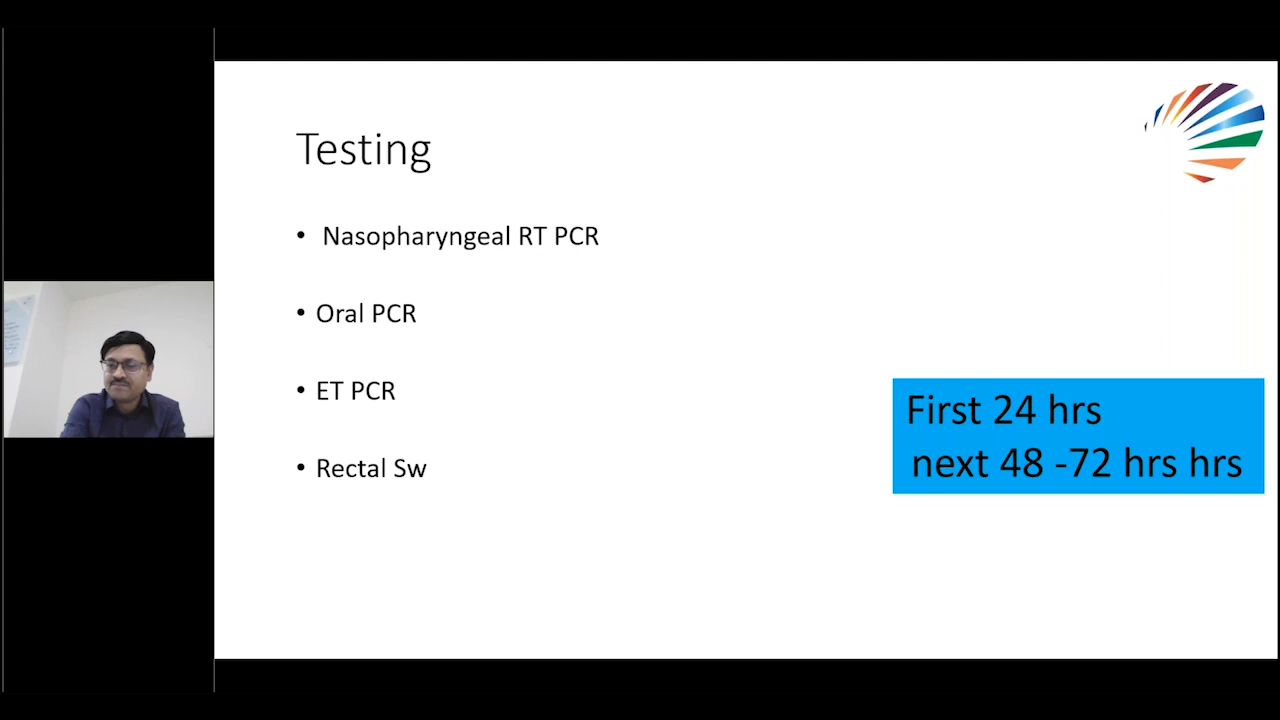 Testing
• Nasopharyngeal RT PCR
• Oral PCR
• ET PCR
• Rectal Sw
First 24 hrs
next 48 -72 hrs hrs